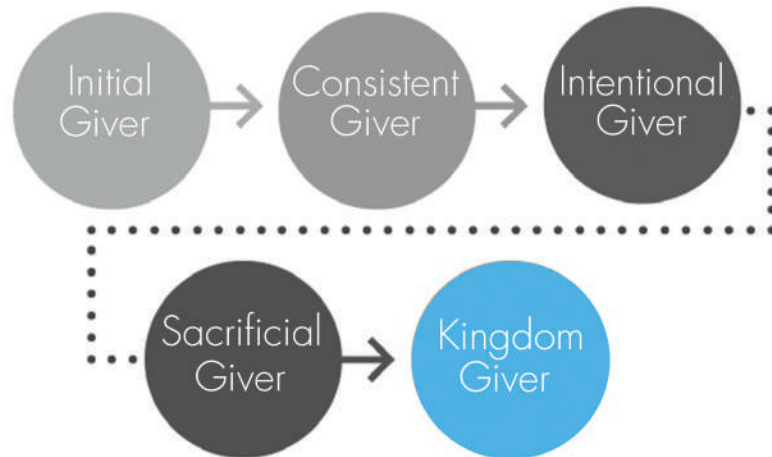 Initial
Giver
Consistent
Giver
Intentional
Giver
Sacrificial
Giver
Kingdom
Giver